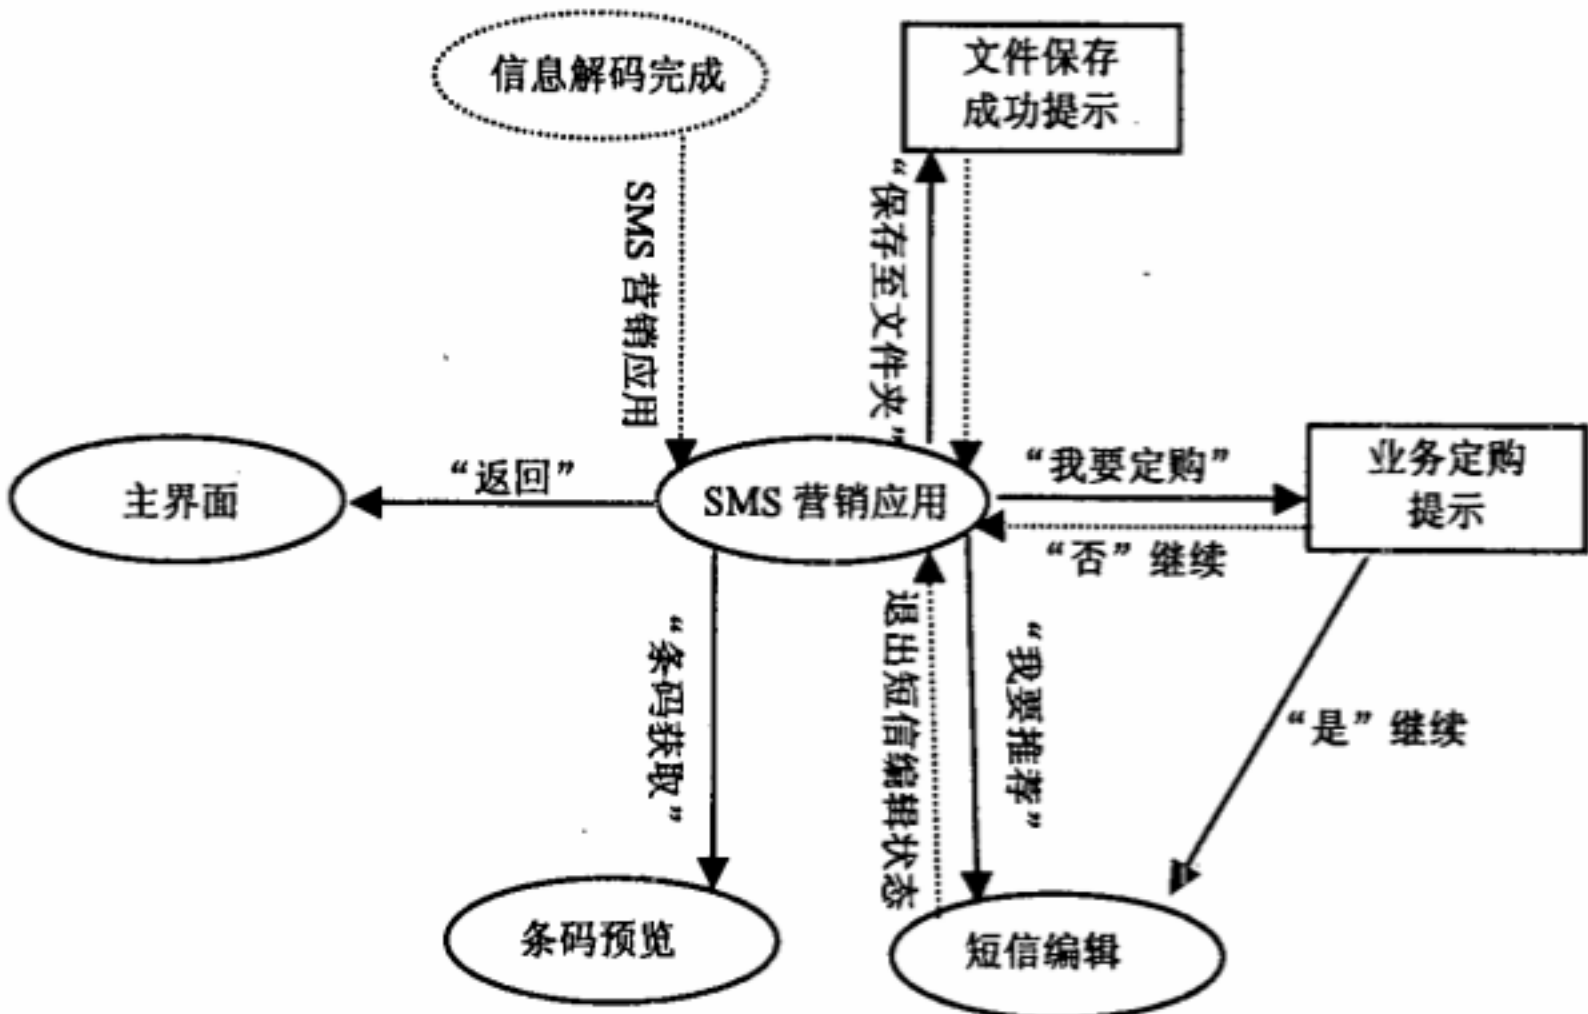 信息解码完成
文件保存
成功提示
SMS 营销应用
“保存至文件夹”
“返回”
主界面
SMS 营销应用
“我要定购”
业务定购
提示
“否”继续
“条码获取”
退出短信编辑状态
“我要推荐”
“是”继续
条码预览
短信编辑